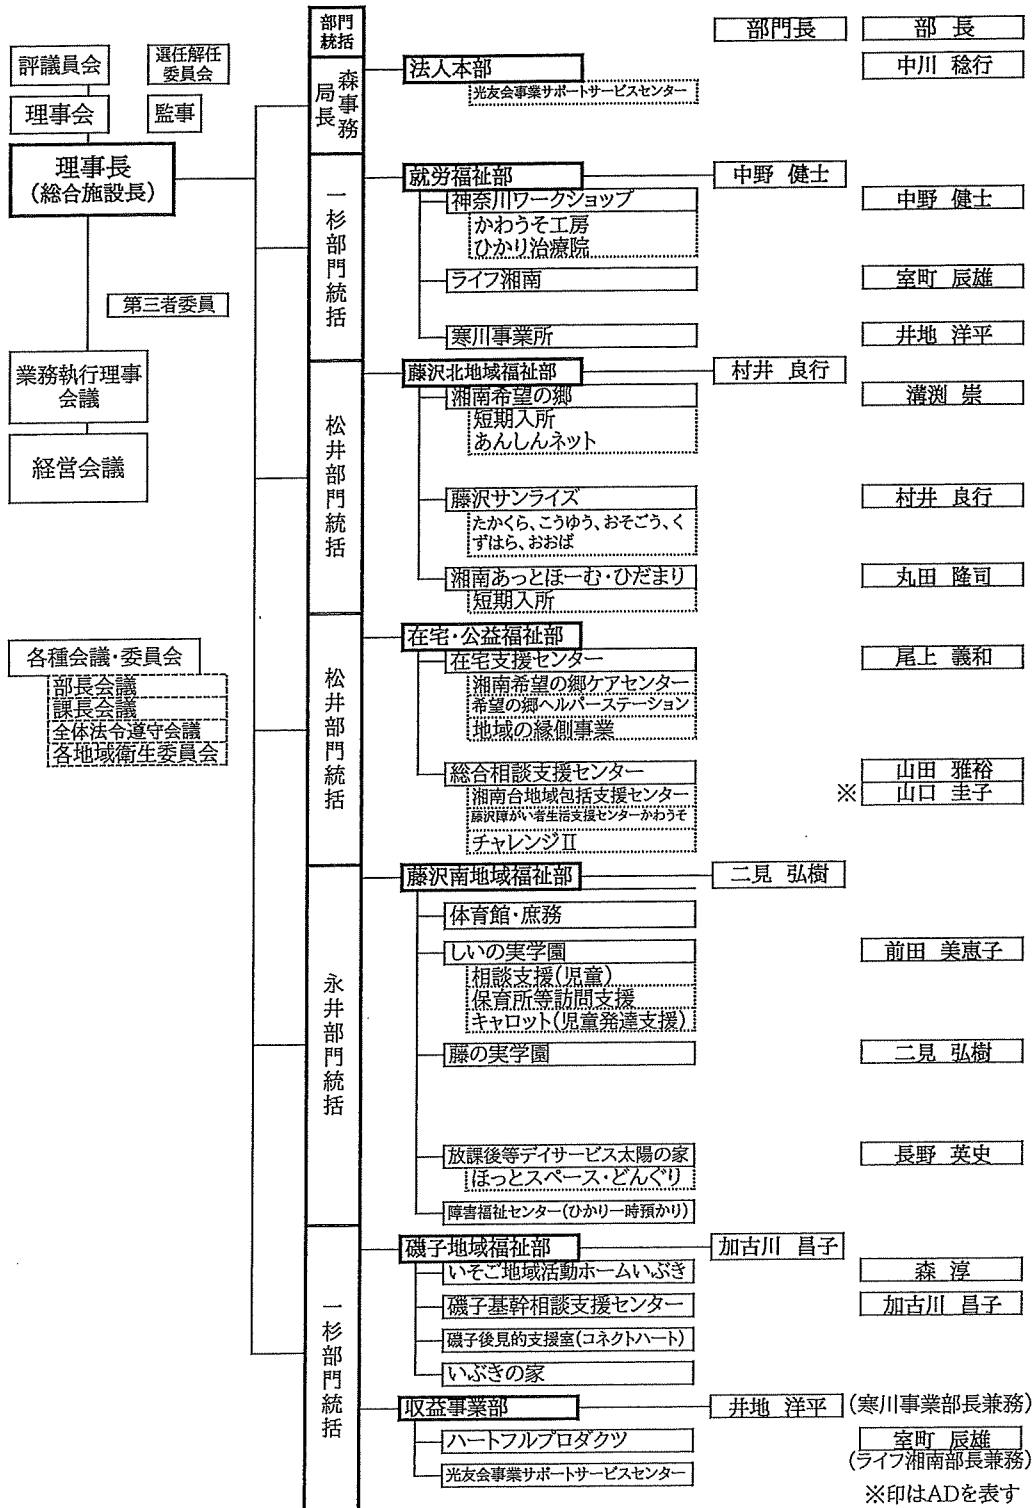 部門
統括
部門長
部 長
評議員会
選任解任
委員会
理事会
監事
理事長
(総合施設長)
第三者委員
業務執行理事
会議
経営会議
各種会議・委員会
部長会議
課長会議
全体法令遵守会議
各地域衛生委員会
森事務
局長
法人本部
中川 稔行
光友会事業サポートサービスセンター
一杉部門統括
就労福祉部
中野 健士
神奈川ワークショップ
中野 健士
かわうそ工房
ひかり治療院
ライフ湘南
室町 辰雄
寒川事業所
井地 洋平
松井部門統括
藤沢北地域福祉部
村井 良行
湘南希望の郷
溝渕 崇
短期入所
あんしんネット
藤沢サンライズ
村井 良行
たかくら、こうゆう、おそごう、く
ずはら、おおば
湘南あっとほーむ・ひだまり
丸田 隆司
短期入所
松井部門統括
在宅・公益福祉部
在宅支援センター
尾上 義和
湘南希望の郷ケアセンター
希望の郷ヘルパーステーション
地域の縁側事業
総合相談支援センター
山田 雅裕
湘南台地域包括支援センター
※ 山口 圭子
藤沢障がい者生活支援センターかわうそ
チャレンジⅡ
永井部門統括
藤沢南地域福祉部
二見 弘樹
体育館・庶務
しいの実学園
前田 美恵子
相談支援(児童)
保育所等訪問支援
キャロット(児童発達支援)
藤の実学園
二見 弘樹
放課後等デイサービス太陽の家
長野 英史
ほっとスペース・どんぐり
障害福祉センター(ひかり一時預かり)
一杉部門統括
磯子地域福祉部
加古川 昌子
いそご地域活動ホームいぶき
森 淳
磯子基幹相談支援センター
加古川 昌子
磯子後見的支援室(コネクトハート)
いぶきの家
収益事業部
井地 洋平
(寒川事業部長兼務)
ハートフルプロダクツ
室町 辰雄
(ライフ湘南部長兼務)
光友会事業サポートサービスセンター
※印はADを表す